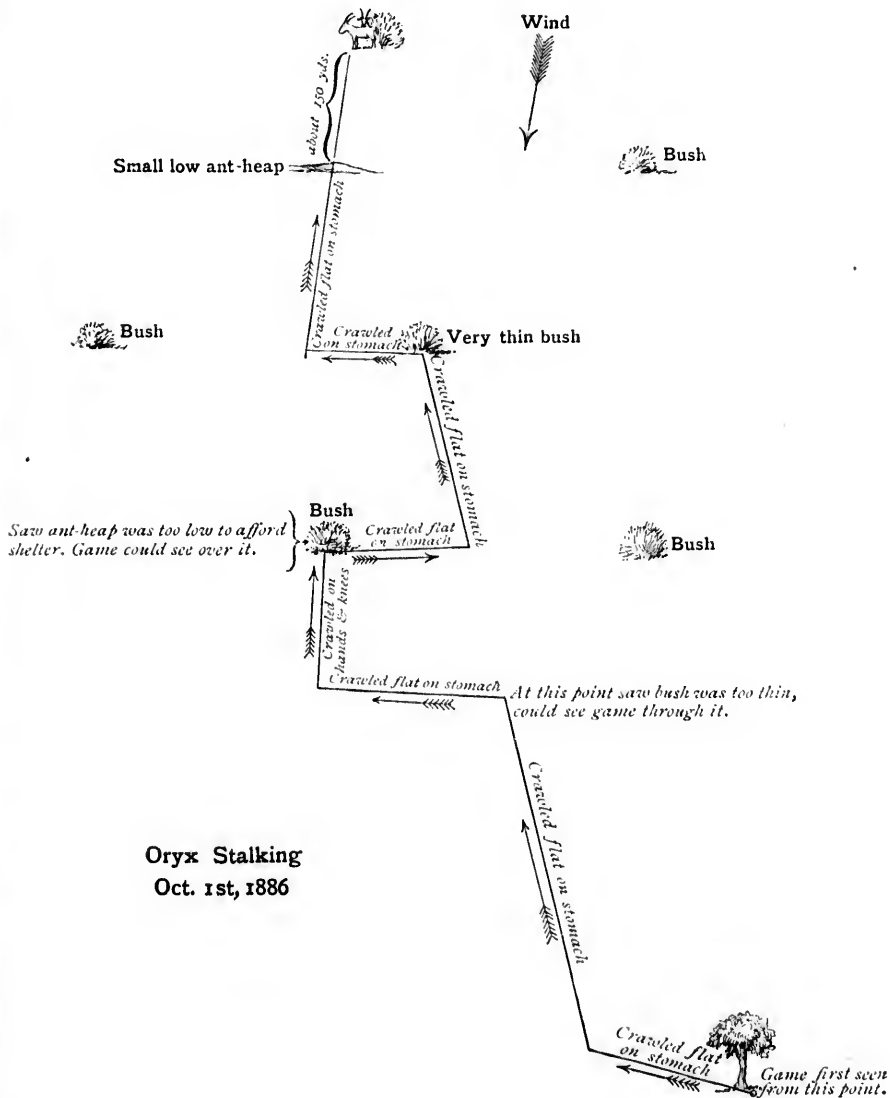 Wind
about 150 yds.
Bush
Small low ant-heap
Crawled flat on stomach
Bush
Crawled
on stomach
Very thin bush
Crawled flat on stomach
Bush
Saw ant-heap was too low to afford
shelter. Game could see over it.
Crawled flat
on stomach
Bush
Crawled on
hands & knees
Crawled flat on stomach
At this point saw bush was too thin,
could see game through it.
Crawled flat on stomach
Oryx Stalking
Oct. 1st, 1886
Crawled flat
on stomach
Game first seen
from this point.